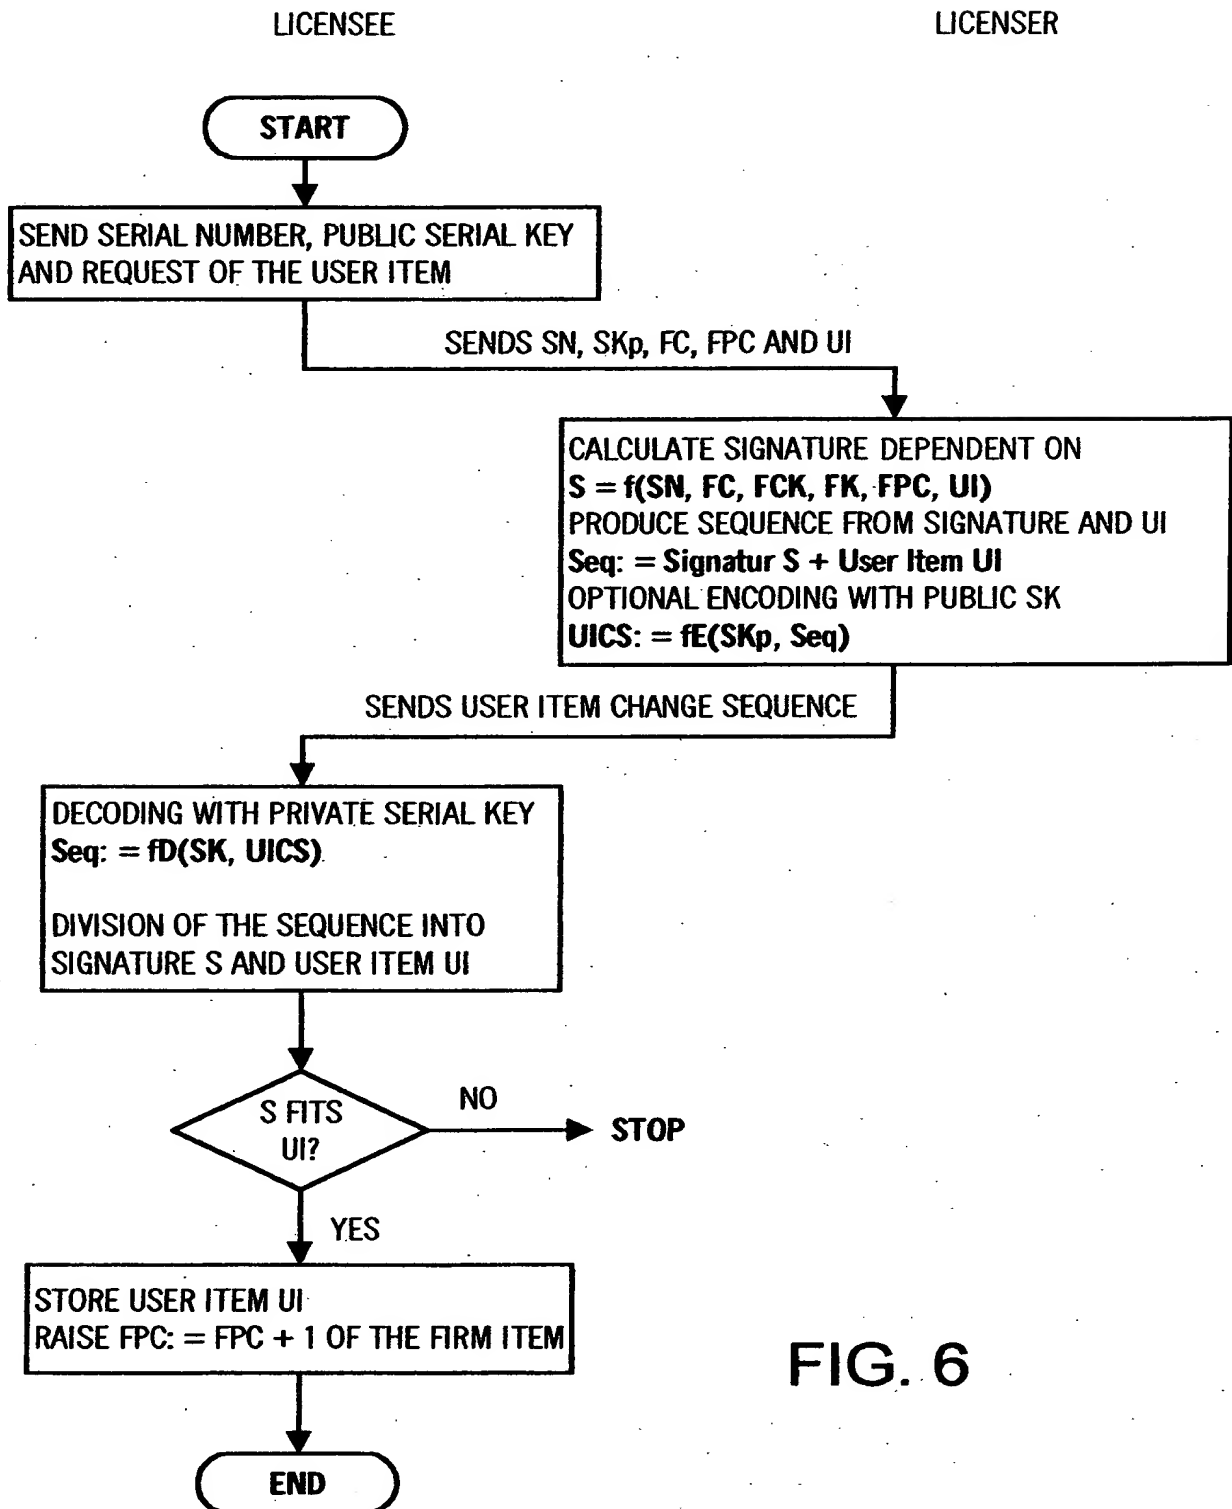 LICENSEE
LICENSER
START
SEND SERIAL NUMBER, PUBLIC SERIAL KEY
AND REQUEST OF THE USER ITEM
SENDS SN, SKp, FC, FPC AND UI
CALCULATE SIGNATURE DEPENDENT ON
S = f(SN, FC, FCK, FK, FPC, UI)
PRODUCE SEQUENCE FROM SIGNATURE AND UI
Seq: = Signatur S + User Item UI
OPTIONAL ENCODING WITH PUBLIC SK
UICS: = fE(SKp, Seq)
SENDS USER ITEM CHANGE SEQUENCE
DECODING WITH PRIVATE SERIAL KEY
Seq: = fD(SK, UICS)
DIVISION OF THE SEQUENCE INTO
SIGNATURE S AND USER ITEM UI
S FITS
UI?
NO
STOP
YES
STORE USER ITEM UI
RAISE FPC: = FPC + 1 OF THE FIRM ITEM
FIG. 6
END